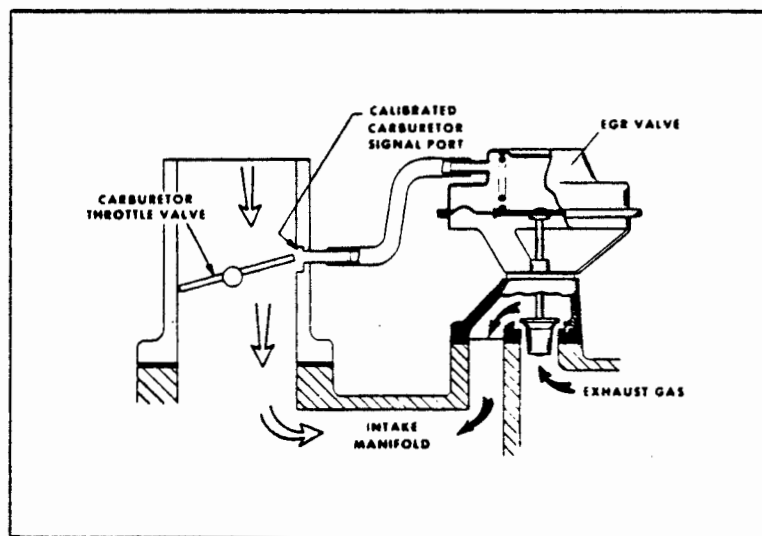 CALIBRATED
CARBURETOR
SIGNAL PORT
EGR VALVE
CARBURETOR
THROTTLE VALVE
EXHAUST GAS
INTAKE
MANIFOLD